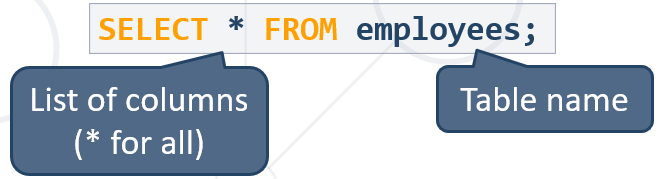 SELECT * FROM employees;
List of columns
(* for all)
Table name